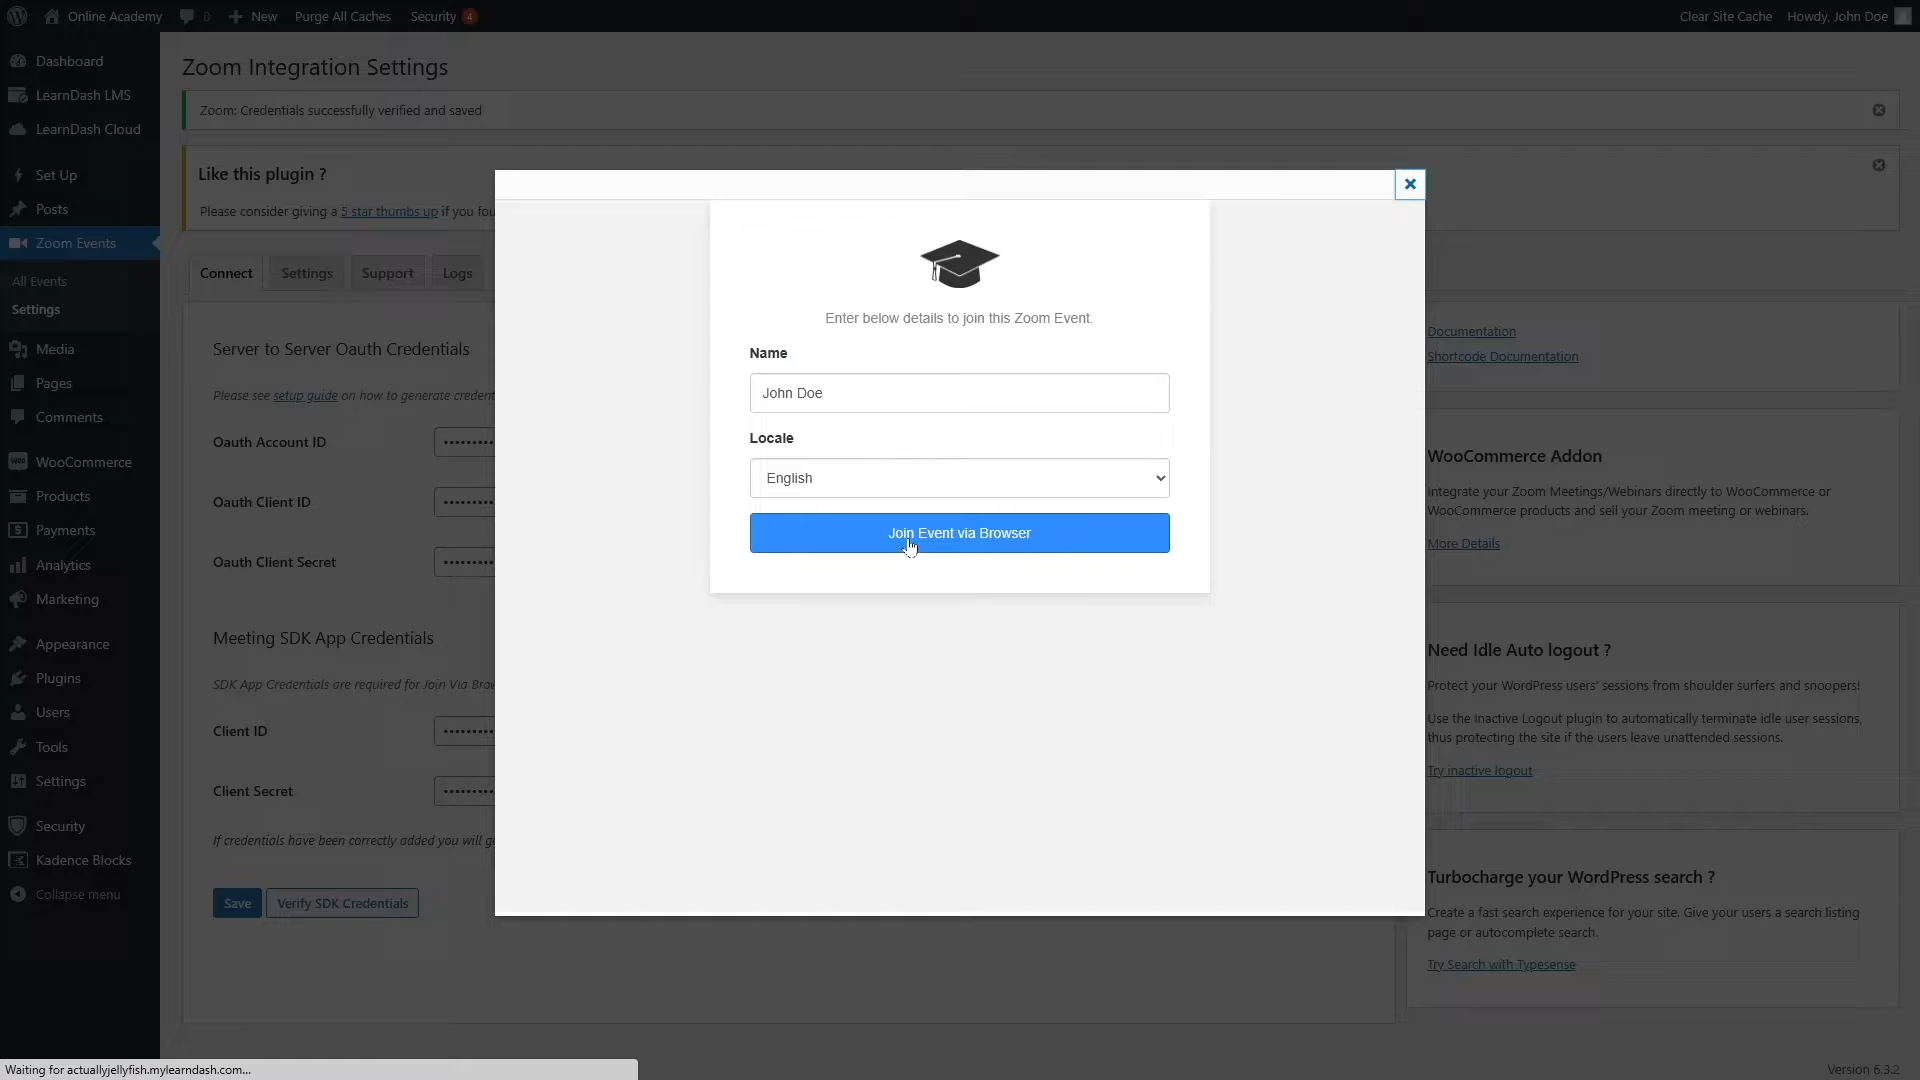 Online Academy
0
New
Purge All Caches
Security 4
Clear Site Cache
Howdy, John Doe
Dashboard
LearnDash LMS
LearnDash Cloud
Set Up
Posts
Zoom Events
All Events
Settings
Media
Pages
Comments
WooCommerce
Products
Payments
Analytics
Marketing
Appearance
Plugins
Users
Tools
Settings
Security
Kadence Blocks
Collapse menu
Zoom Integration Settings
Zoom: Credentials successfully verified and saved
Like this plugin ?
Please consider giving a 5 star thumbs up if you fou
Connect
Settings
Support
Logs
Server to Server Oauth Credentials
Please see setup guide on how to generate credent
Oauth Account ID
Oauth Client ID
Oauth Client Secret
Meeting SDK App Credentials
SDK App Credentials are required for Join Via Brow
Client ID
Client Secret
If credentials have been correctly added you will g
Save
Verify SDK Credentials
Enter below details to join this Zoom Event.
Name
John Doe
Locale
English
Join Event via Browser
Documentation
Shortcode Documentation
WooCommerce Addon
Integrate your Zoom Meetings/Webinars directly to WooCommerce or
WooCommerce products and sell your Zoom meeting or webinars.
More Details
Need Idle Auto logout ?
Protect your WordPress users' sessions from shoulder surfers and snoopers!
Use the Inactive Logout plugin to automatically terminate idle user sessions,
thus protecting the site if the users leave unattended sessions.
Try inactive logout
Turbocharge your WordPress search ?
Create a fast search experience for your site. Give your users a search listing
page or autocomplete search.
Try Search with Typesense
Waiting for actuallyjellyfish.mylearndash.com...
Version 6.3.2